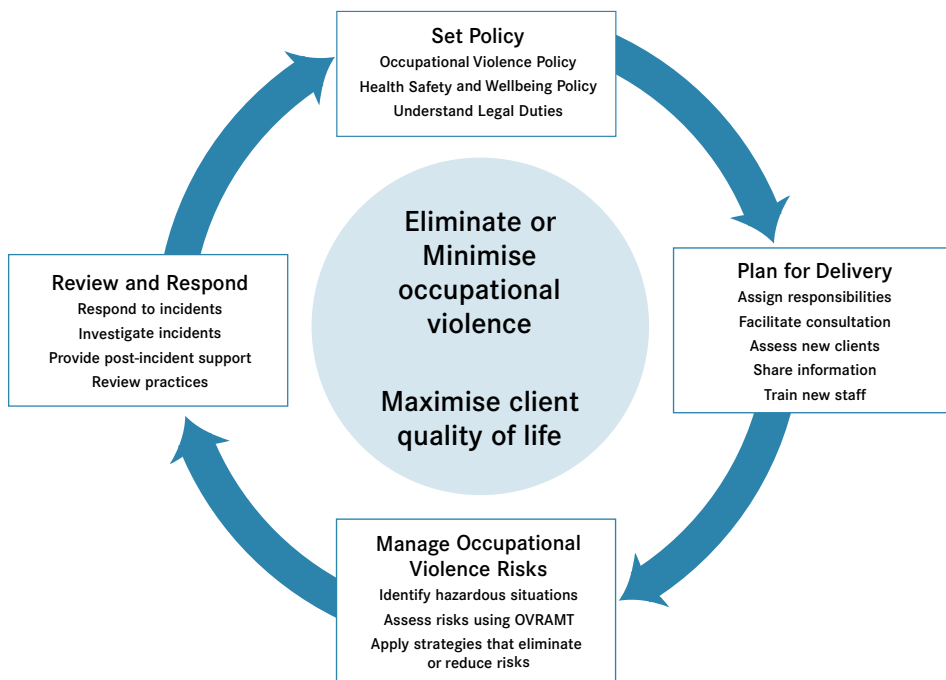 Set Policy
Occupational Violence Policy
Health Safety and Wellbeing Policy
Understand Legal Duties
Plan for Delivery
Assign responsibilities
Facilitate consultation
Assess new clients
Share information
Train new staff
Manage Occupational
Violence Risks
Identify hazardous situations
Assess risks using OVRAMT
Apply strategies that eliminate
or reduce risks
Review and Respond
Respond to incidents
Investigate incidents
Provide post-incident support
Review practices
Eliminate or
Minimise
occupational
violence
Maximise client
quality of life